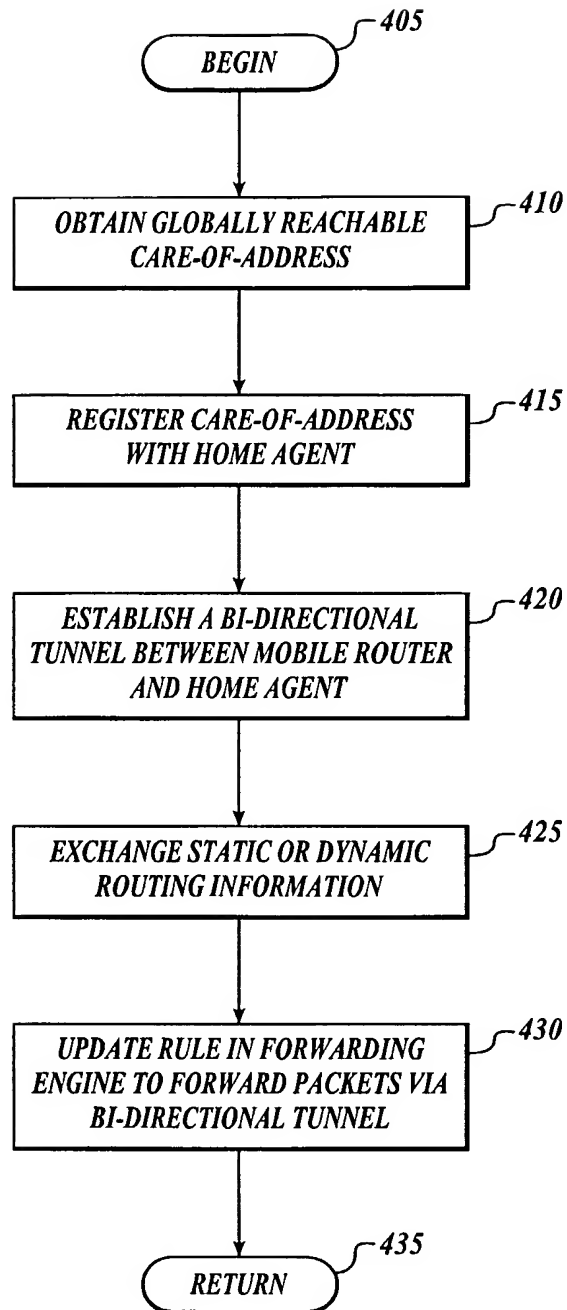 405
BEGIN
410
OBTAIN GLOBALLY REACHABLE
CARE-OF-ADDRESS
415
REGISTER CARE-OF-ADDRESS
WITH HOME AGENT
420
ESTABLISH A BI-DIRECTIONAL
TUNNEL BETWEEN MOBILE ROUTER
AND HOME AGENT
425
EXCHANGE STATIC OR DYNAMIC
ROUTING INFORMATION
430
UPDATE RULE IN FORWARDING
ENGINE TO FORWARD PACKETS VIA
BI-DIRECTIONAL TUNNEL
435
RETURN